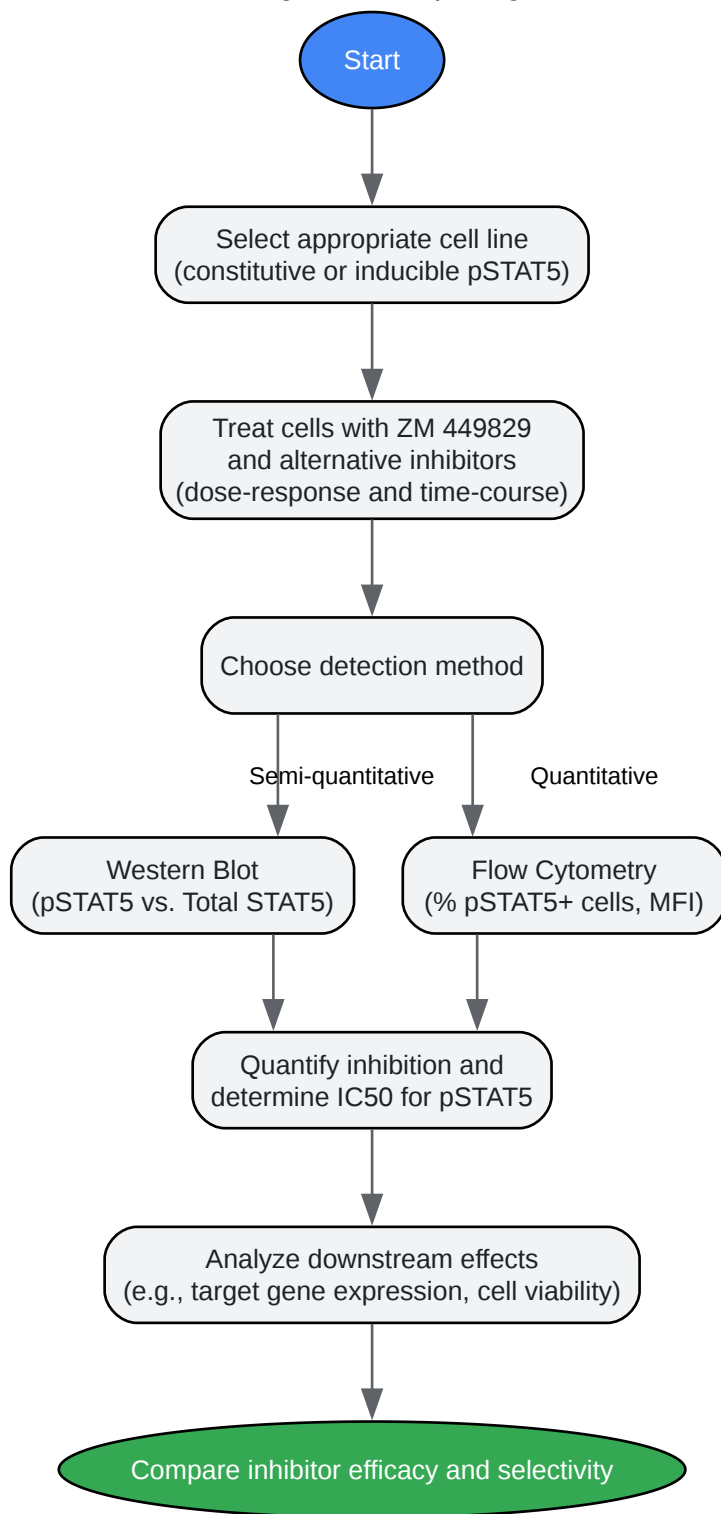 Start
Select appropriate cell line
(constitutive or inducible pSTAT5)
Treat cells with ZM 449829
and alternative inhibitors
(dose-response and time-course)
Choose detection method
Semi-quantitative
Quantitative
Western Blot
(pSTAT5 vs. Total STAT5)
Flow Cytometry
(% pSTAT5+ cells, MFI)
Quantify inhibition and
determine IC50 for pSTAT5
Analyze downstream effects
(e.g., target gene expression, cell viability)
Compare inhibitor efficacy and selectivity